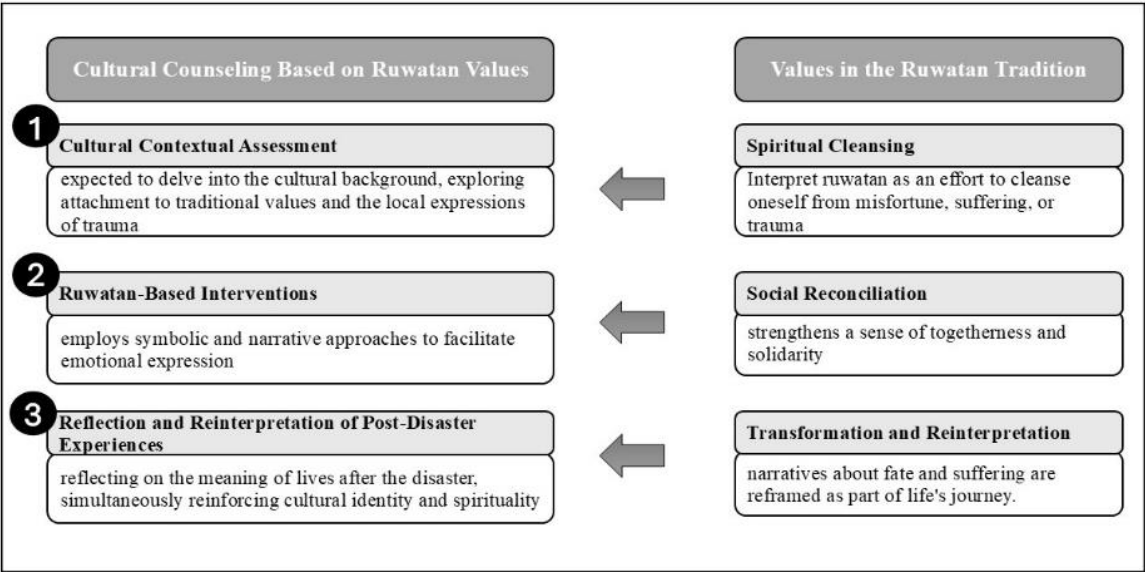 Cultural Counseling Based on Ruwatan Values
1
Cultural Contextual Assessment
expected to delve into the cultural background, exploring
attachment to traditional values and the local expressions
of trauma
2
Ruwatan-Based Interventions
employs symbolic and narrative approaches to facilitate
emotional expression
3
Reflection and Reinterpretation of Post-Disaster
Experiences
reflecting on the meaning of lives after the disaster,
simultaneously reinforcing cultural identity and spirituality
Values in the Ruwatan Tradition
Spiritual Cleansing
Interpret ruwatan as an effort to cleanse
oneself from misfortune, suffering, or
trauma
Social Reconciliation
strengthens a sense of togetherness and
solidarity
Transformation and Reinterpretation
narratives about fate and suffering are
reframed as part of life's journey.